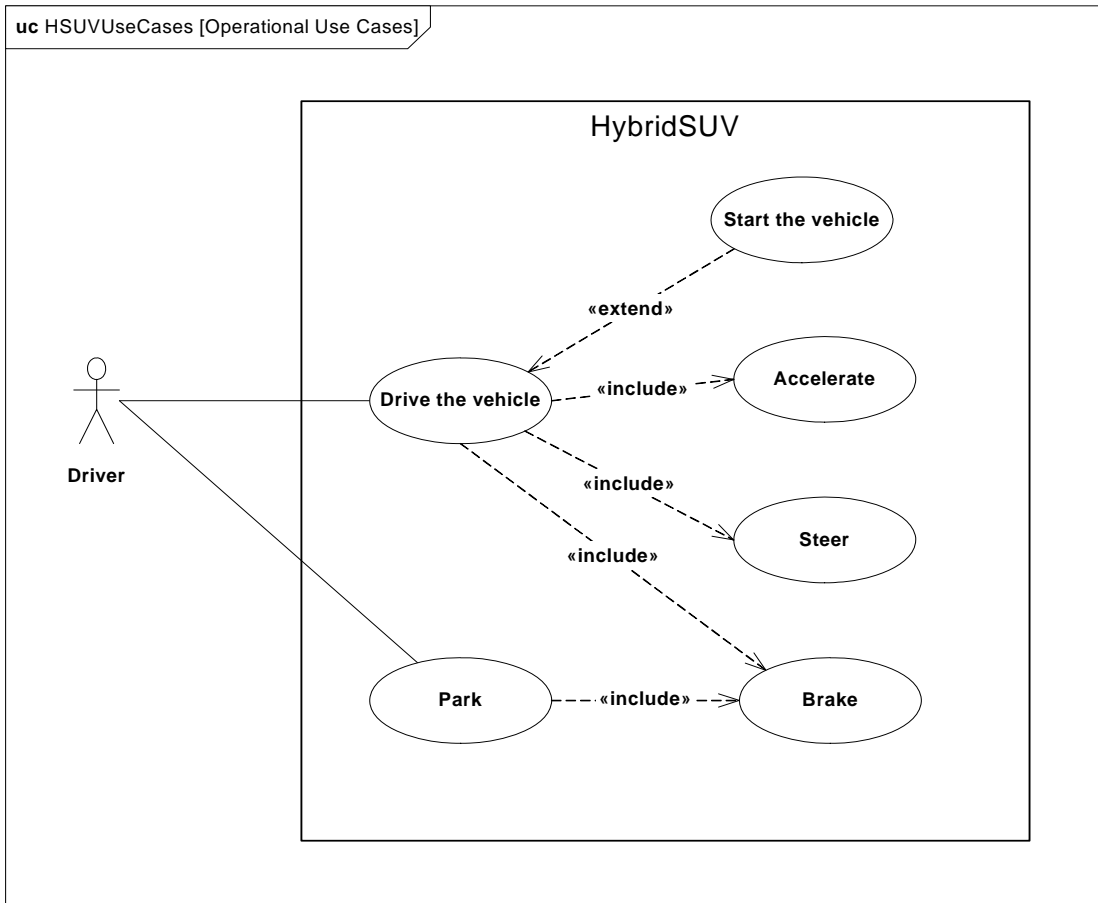 uc HSUVUseCases [Operational Use Cases]
HybridSUV
Start the vehicle
«extend»
Accelerate
«include»
Drive the vehicle
Driver
«include»
Steer
«include»
Park
«include»
Brake